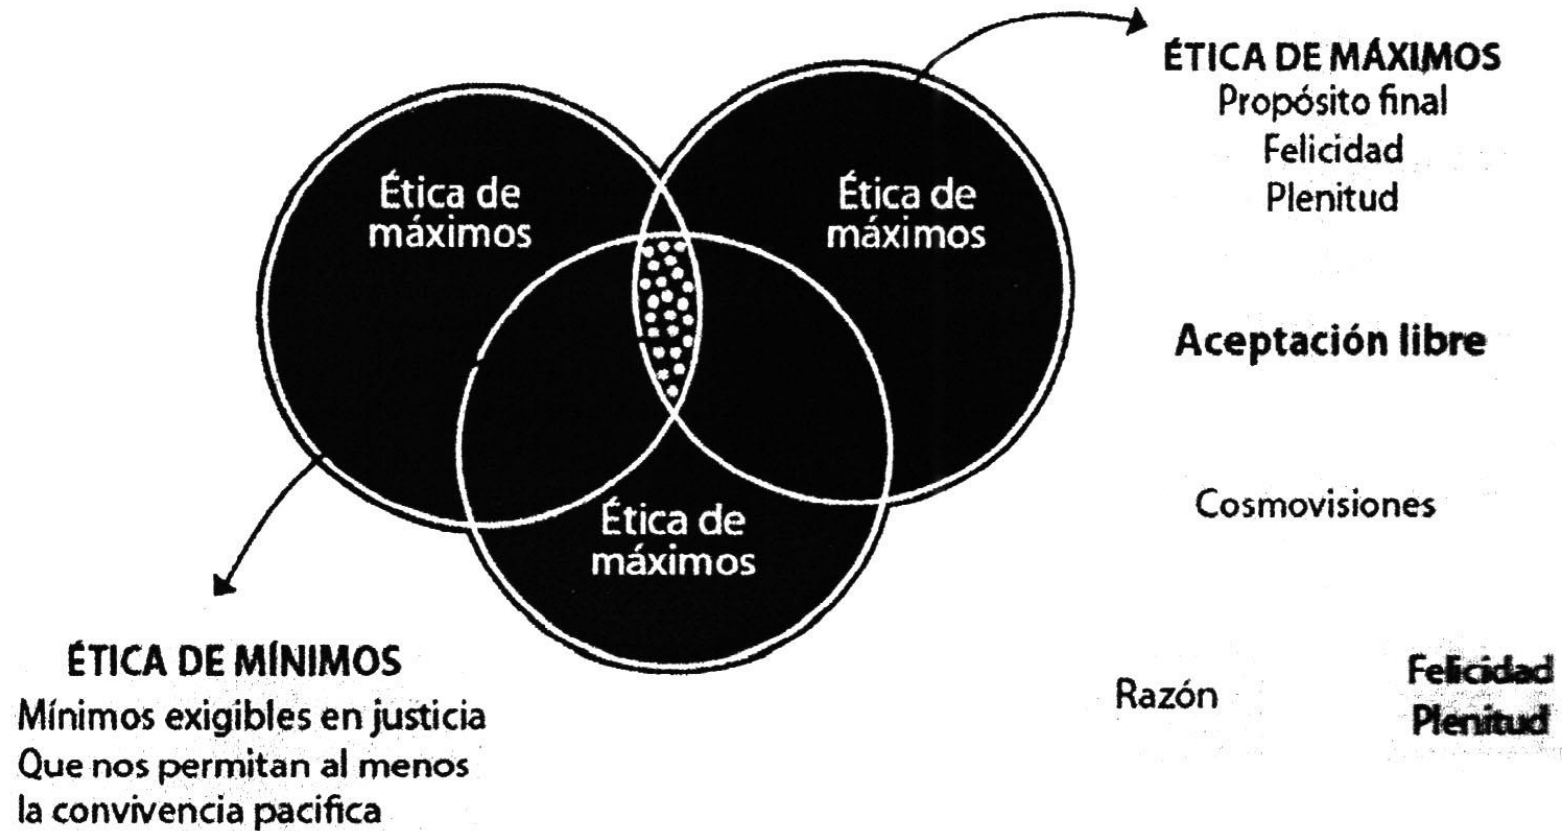 ÉTICA DE MÁXIMOS
Propósito final
Felicidad
Plenitud
Ética de
máximos
Ética de
máximos
Aceptación libre
Cosmovisiones
Ética de
máximos
ÉTICA DE MÍNIMOS
Mínimos exigibles en justicia
Que nos permitan al menos
la convivencia pacifica
Razón
Felicidad
Plenitud